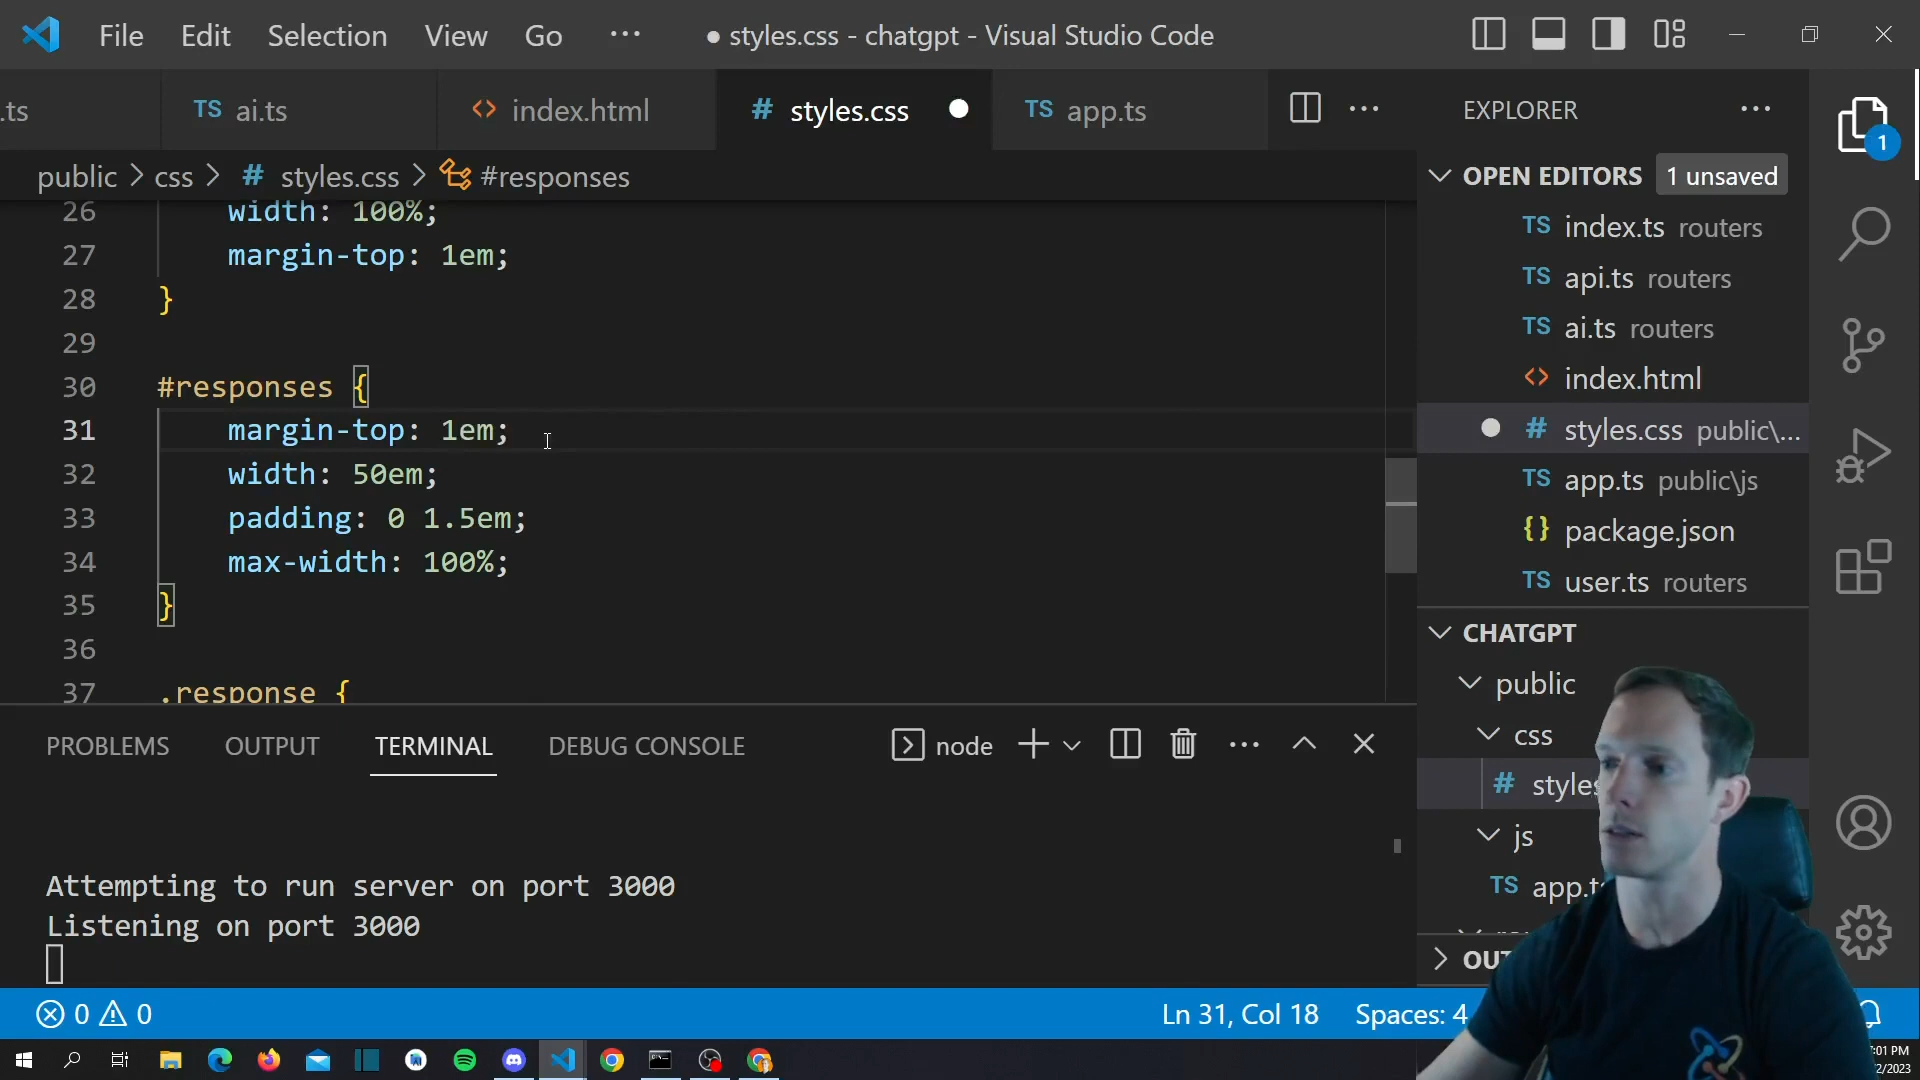 File Edit Selection View Go ··· ● styles.css - chatgpt - Visual Studio Code
.ts
TS ai.ts
<> index.html
# styles.css ●
TS app.ts
public > css > # styles.css > #responses
26 width: 100%;
27 margin-top: 1em;
28 }
29
30 #responses {
31 margin-top: 1em;
32 width: 50em;
33 padding: 0 1.5em;
34 max-width: 100%;
35 }
36
37 .response {
PROBLEMS OUTPUT TERMINAL DEBUG CONSOLE
node
Attempting to run server on port 3000
Listening on port 3000
EXPLORER
OPEN EDITORS 1 unsaved
TS index.ts routers
TS api.ts routers
TS ai.ts routers
<> index.html
# styles.css public\...
TS app.ts public\js
{} package.json
TS user.ts routers
CHATGPT
public
css
# styles
js
TS app.t
OUT
1
0 0
Ln 31, Col 18 Spaces: 4
:01 PM
/2/2023